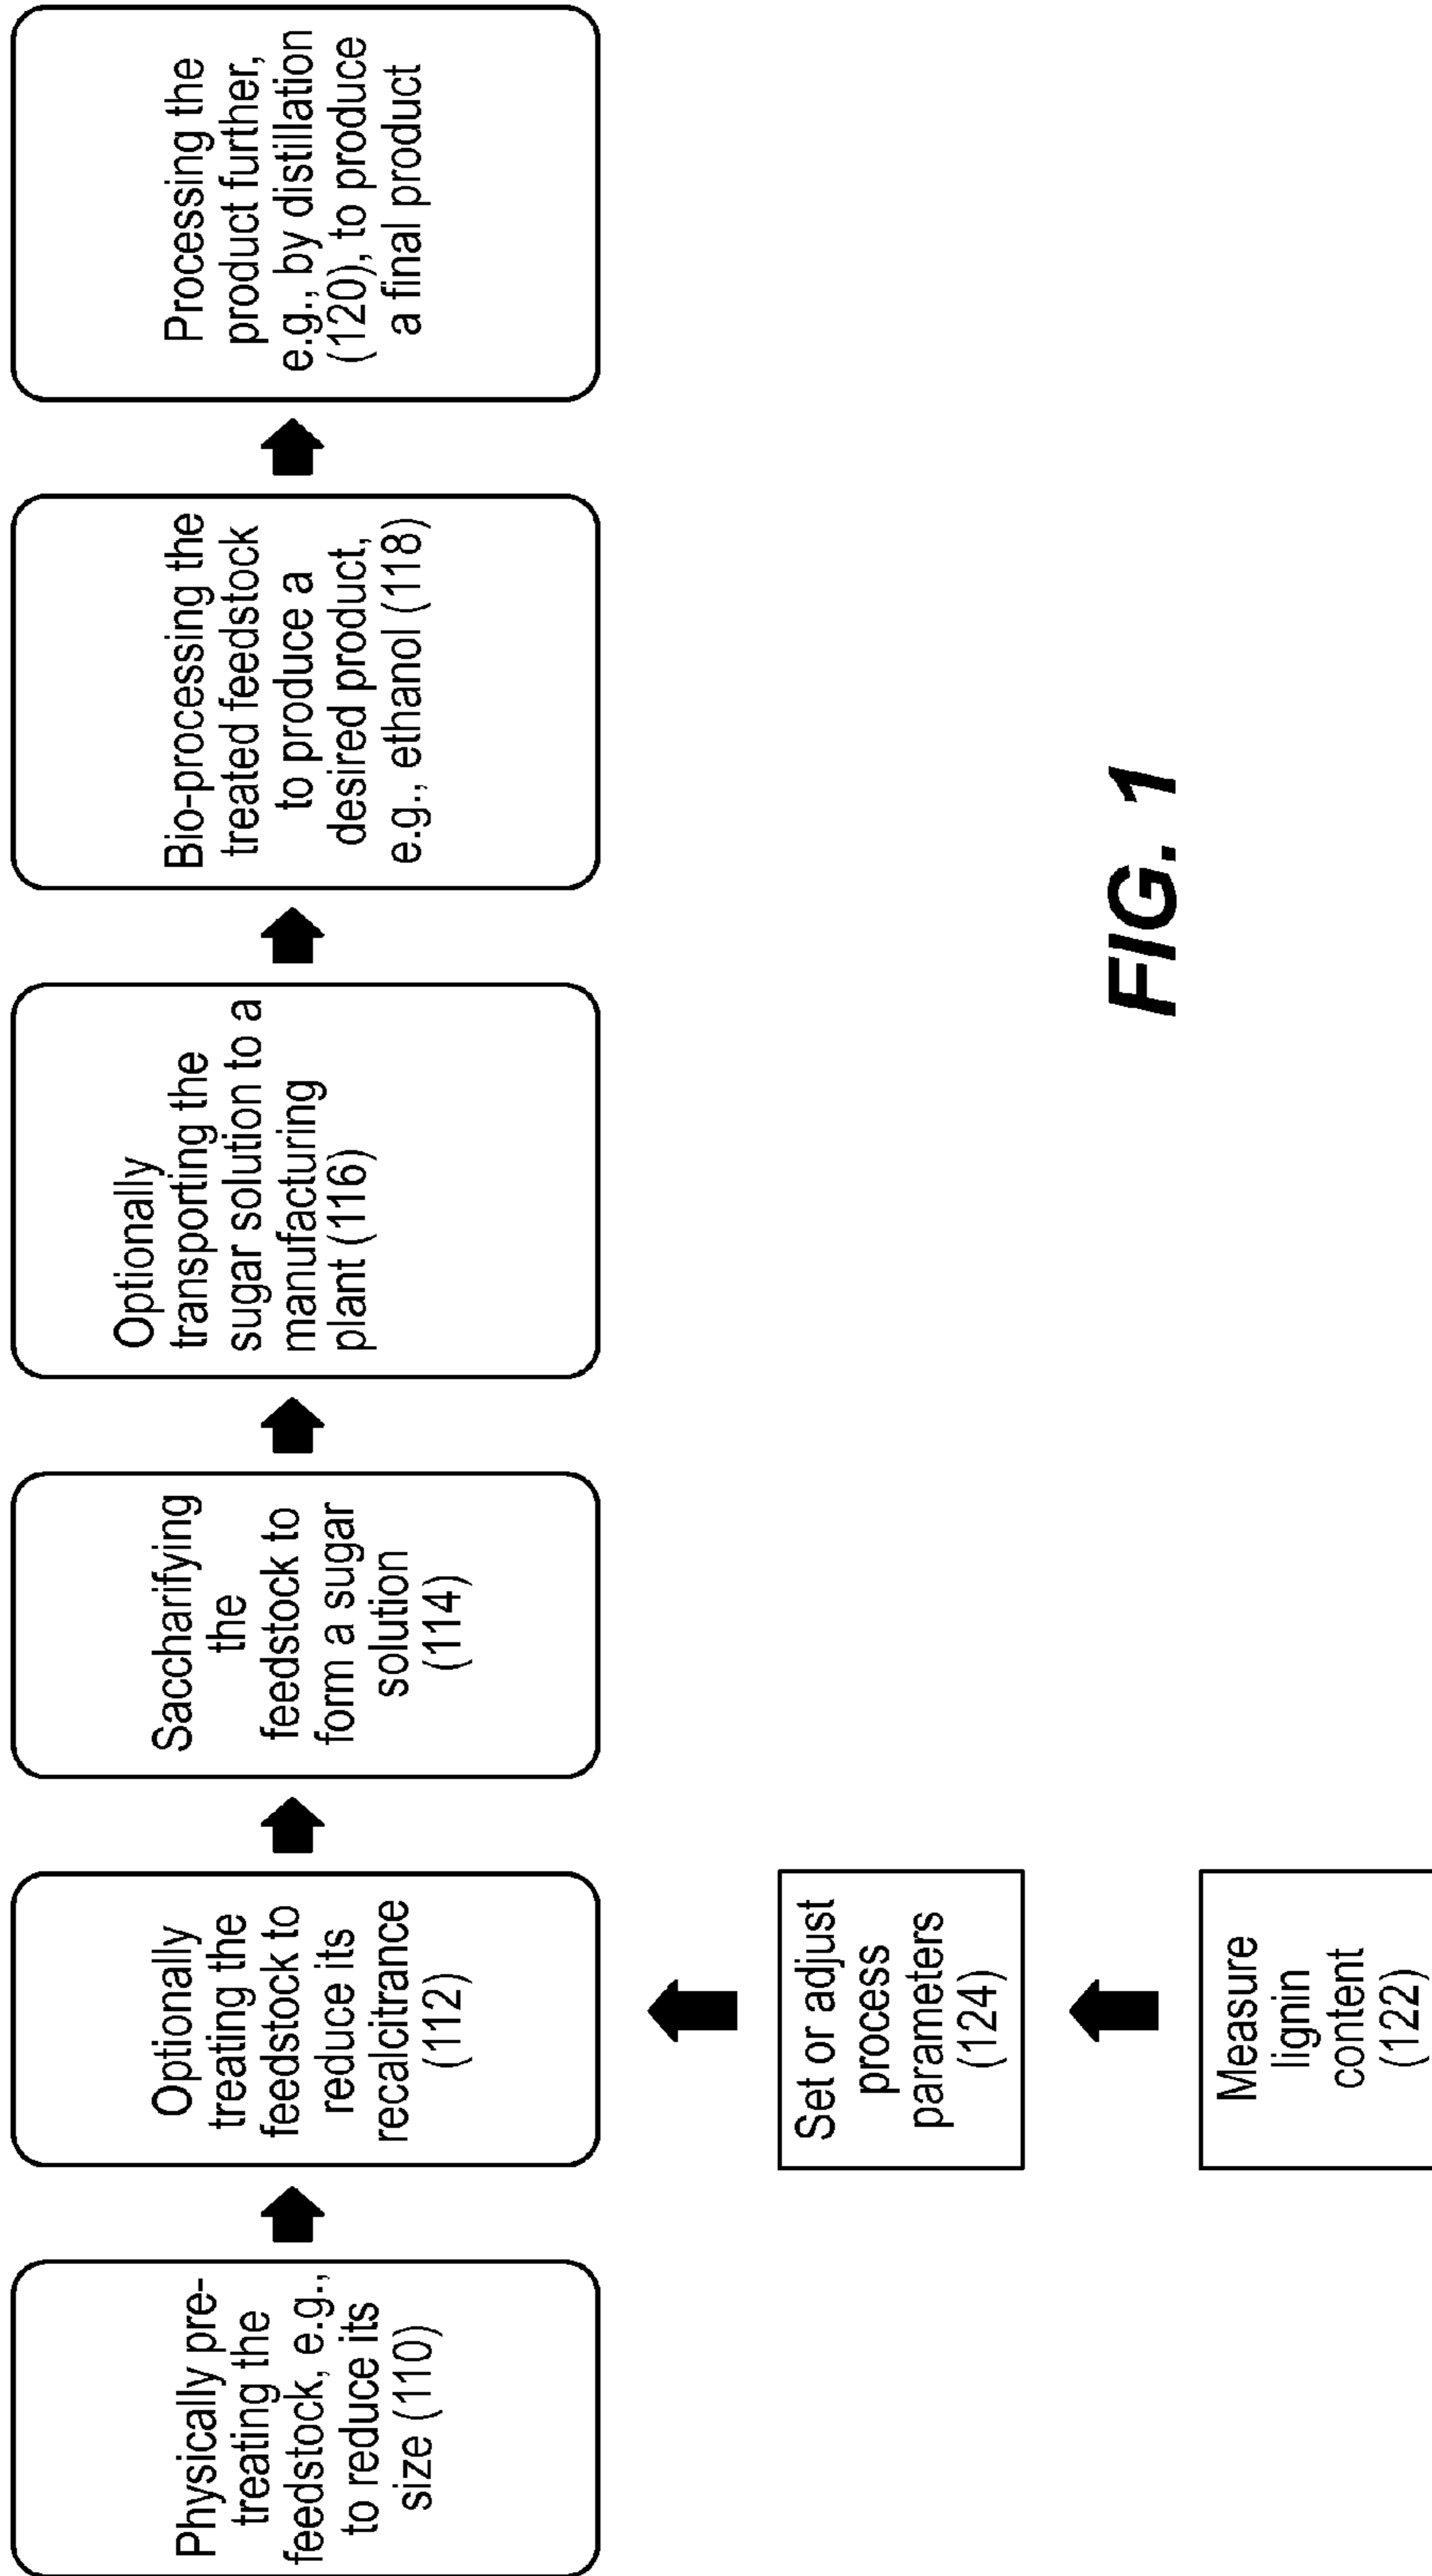 Physically pre-
treating the
feedstock, e.g.,
to reduce its
size (110)
Optionally
treating the
feedstock to
reduce its
recalcitrance
(112)
Saccharifying
the
feedstock to
form a sugar
solution
(114)
Optionally
transporting the
sugar solution to a
manufacturing
plant (116)
Bio-processing the
treated feedstock
to produce a
desired product,
e.g., ethanol (118)
Processing the
product further,
e.g., by distillation
(120), to produce
a final product
Set or adjust
process
parameters
(124)
Measure
lignin
content
(122)
FIG. 1